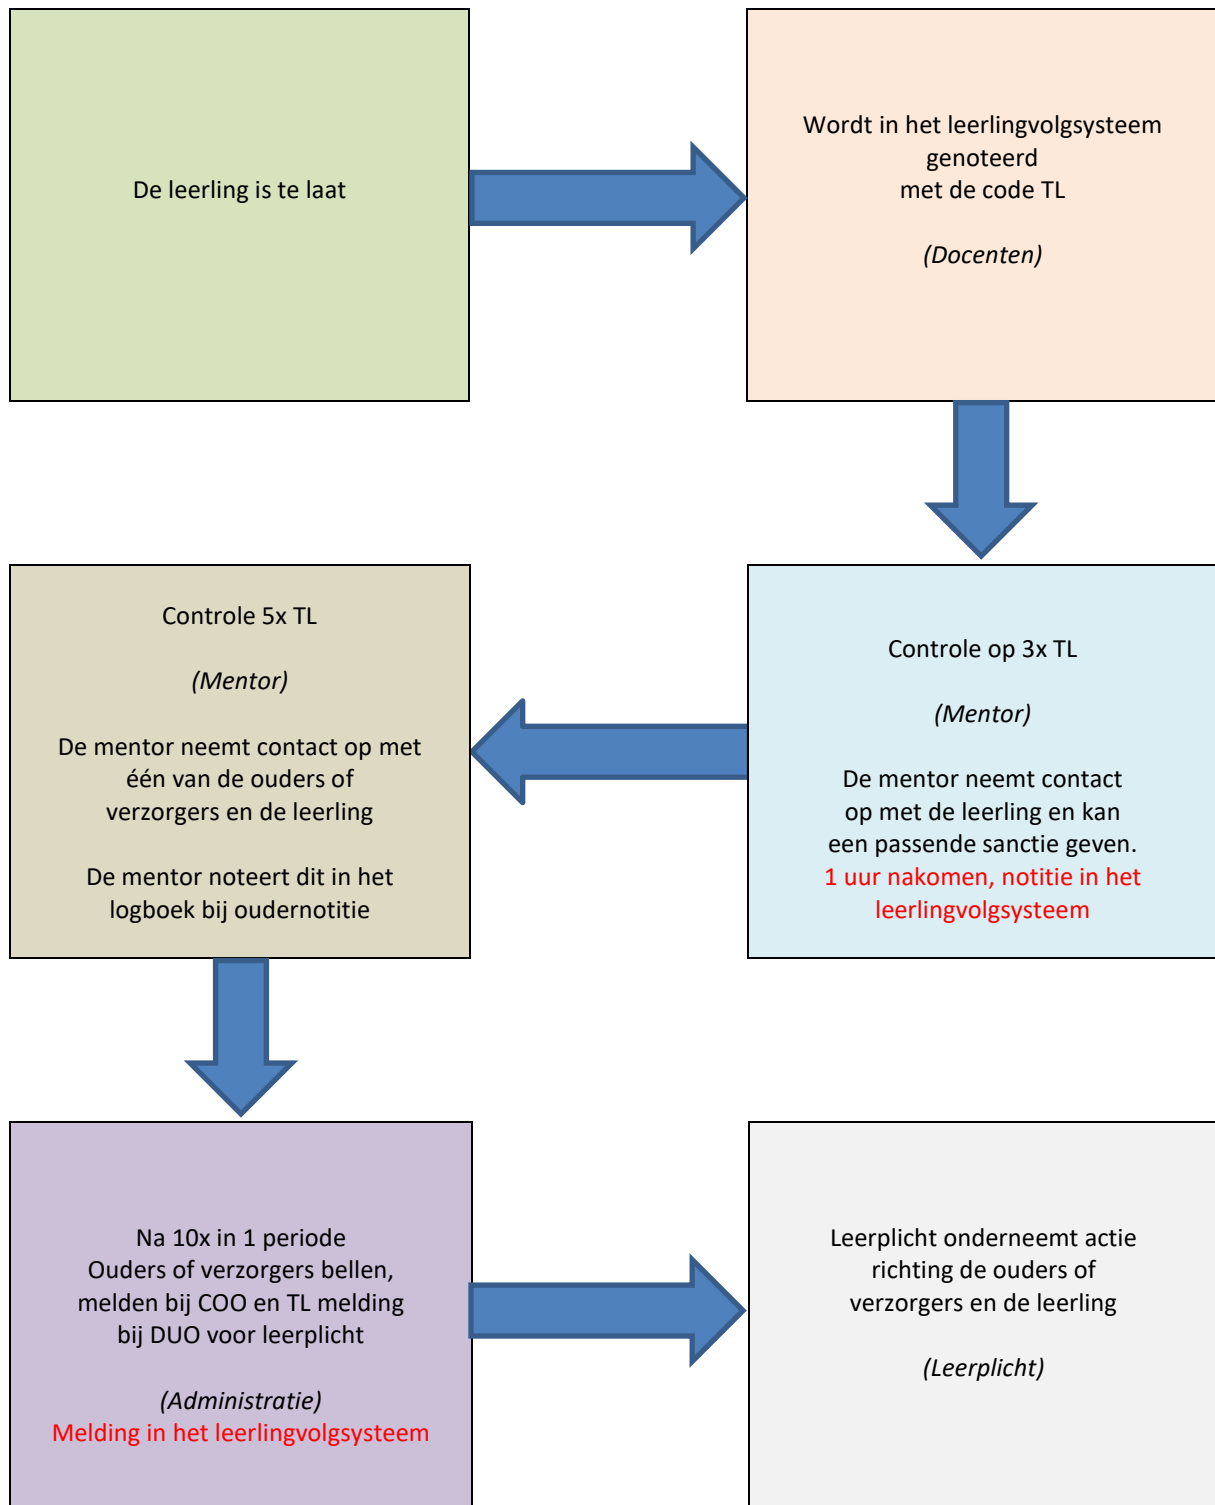 De leerling is te laat
Wordt in het leerlingvolgsysteem
genoteerd
met de code TL
(Docenten)
Controle op 3x TL
(Mentor)
De mentor neemt contact
op met de leerling en kan
een passende sanctie geven.
1 uur nakomen, notitie in het
leerlingvolgsysteem
Controle 5x TL
(Mentor)
De mentor neemt contact op met
één van de ouders of
verzorgers en de leerling
De mentor noteert dit in het
logboek bij oudernotitie
Na 10x in 1 periode
Ouders of verzorgers bellen,
melden bij COO en TL melding
bij DUO voor leerplicht
(Administratie)
Melding in het leerlingvolgsysteem
Leerplicht onderneemt actie
richting de ouders of
verzorgers en de leerling
(Leerplicht)